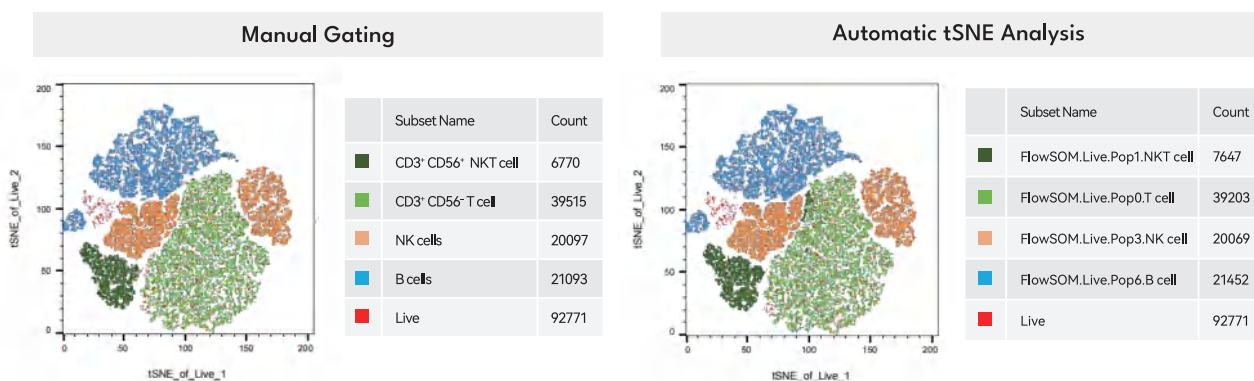 Manual Gating
200
150
100
50
0
0 50 100 150 200
tSNE_of_Live_2
tSNE_of_Live_1
Subset Name Count
CD3⁺ CD56⁺ NKT cell 6770
CD3⁺ CD56⁻ T cell 39515
NK cells 20097
B cells 21093
Live 92771
Automatic tSNE Analysis
200
150
100
50
0
0 50 100 150 200
tSNE_of_Live_2
tSNE_of_Live_1
Subset Name Count
FlowSOM.Live.Pop1.NKT cell 7647
FlowSOM.Live.Pop0.T cell 39203
FlowSOM.Live.Pop3.NK cell 20069
FlowSOM.Live.Pop6.B cell 21452
Live 92771